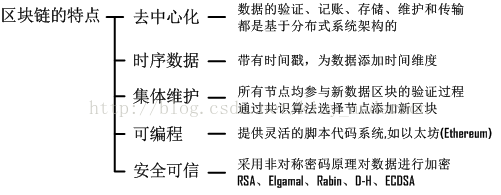 区块链的特点
去中心化
数据的验证、记账、存储、维护和传输
都是基于分布式系统架构的
时序数据
带有时间戳，为数据添加时间维度
集体维护
所有节点均参与新数据区块的验证过程
通过共识算法选择节点添加新区块
可编程
提供灵活的脚本代码系统,如以太坊(Ethereum)
安全可信
采用非对称密码原理对数据进行加密
RSA、Elgamal、Rabin、D-H、ECDSA